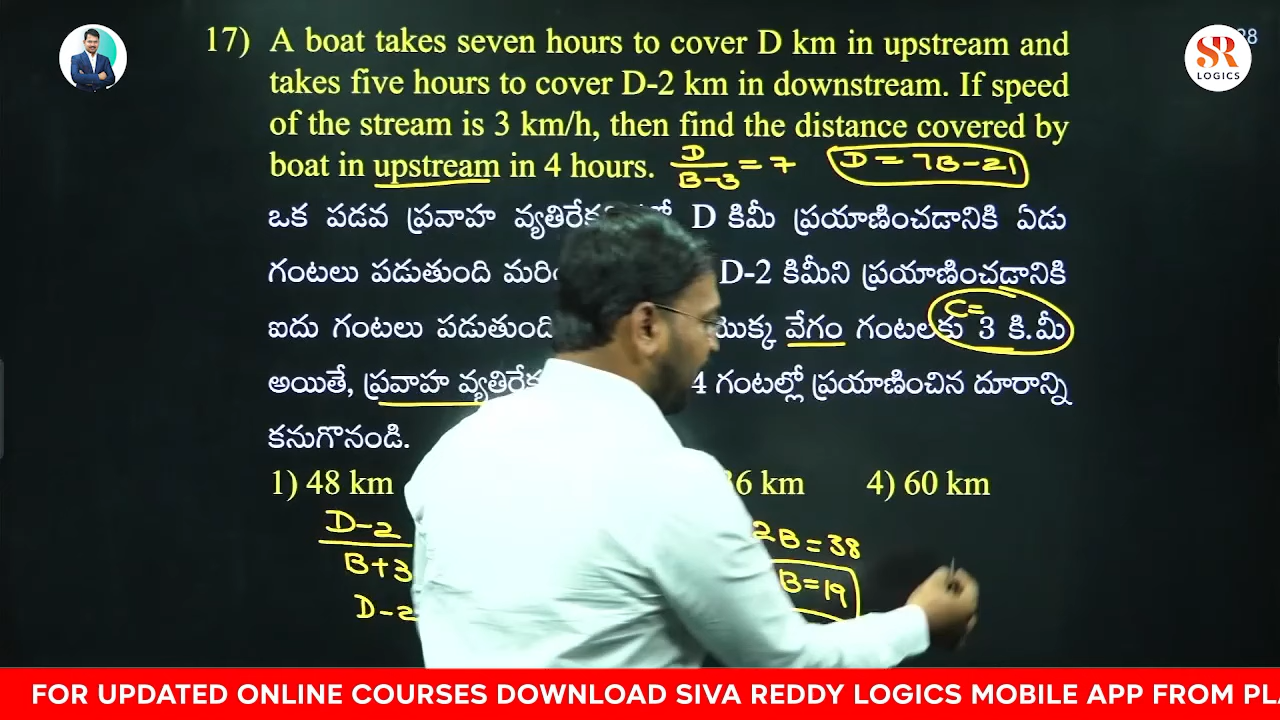 17) A boat takes seven hours to cover D km in upstream and
takes five hours to cover D-2 km in downstream. If speed
of the stream is 3 km/h, then find the distance covered by
boat in upstream in 4 hours.
D/B-3 = 7
D = 7B-21
ఒక పడవ ప్రవాహ D కిమీ ప్రయాణించడానికి ఏడు
గంటలు పడుతుంది D-2 కిమీని ప్రయాణించడానికి
C=
ఐదు గంటలు వేగం గంటలకు 3 కి.మీ
అయితే, ప్రవాహ 4 గంటల్లో ప్రయాణించిన దూరాన్ని
కనుగొనండి.
1) 48 km 6 km 4) 60 km
D-2
B+3
D-2
2B=38
B=19
SR
LOGICS
FOR UPDATED ONLINE COURSES DOWNLOAD SIVA REDDY LOGICS MOBILE APP FROM